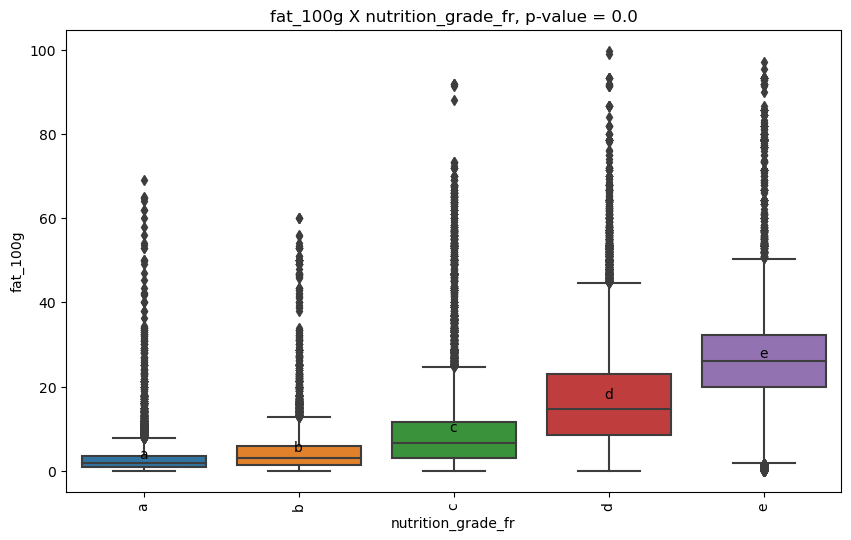 fat_100g X nutrition_grade_fr, p-value = 0.0
100
80
60
40
20
0
fat_100g
a
b
c
d
e
a
b
c
d
e
nutrition_grade_fr